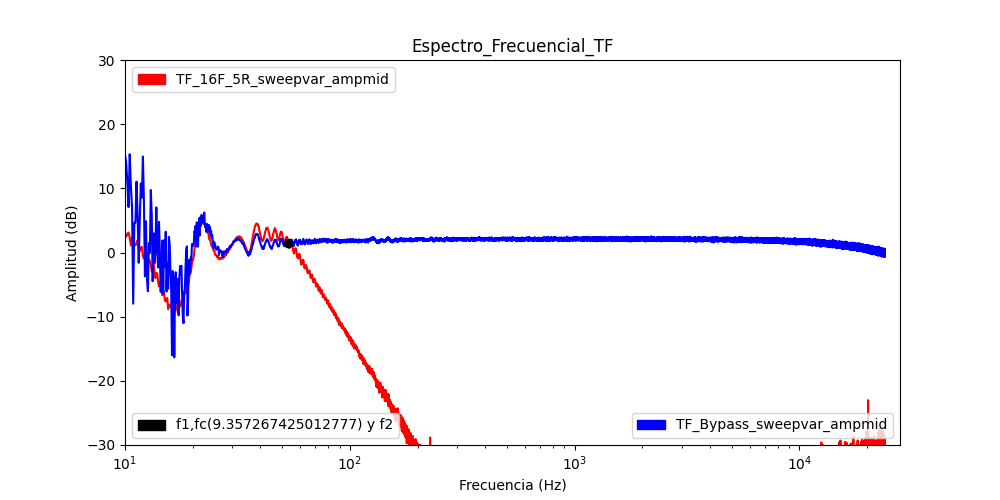 Espectro_Frecuencial_TF
30
TF_16F_5R_sweepvar_ampmid
20
10
0
−10
−20
−30
Amplitud (dB)
f1,fc(9.357267425012777) y f2
TF_Bypass_sweepvar_ampmid
10¹ 10² 10³ 10⁴
Frecuencia (Hz)